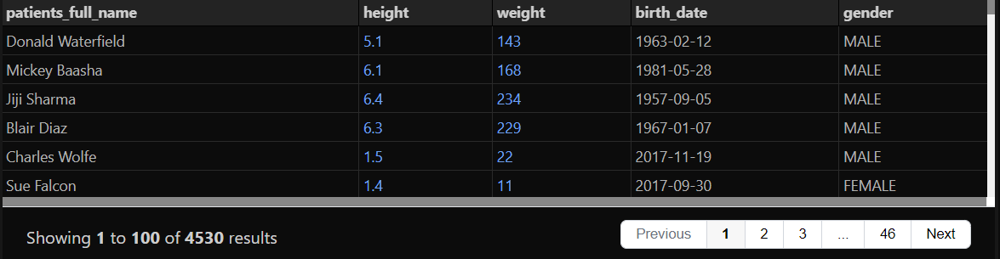 patients_full_name height weight birth_date gender
Donald Waterfield 5.1 143 1963-02-12 MALE
Mickey Baasha 6.1 168 1981-05-28 MALE
Jiji Sharma 6.4 234 1957-09-05 MALE
Blair Diaz 6.3 229 1967-01-07 MALE
Charles Wolfe 1.5 22 2017-11-19 MALE
Sue Falcon 1.4 11 2017-09-30 FEMALE
Showing 1 to 100 of 4530 results Previous 1 2 3 ... 46 Next